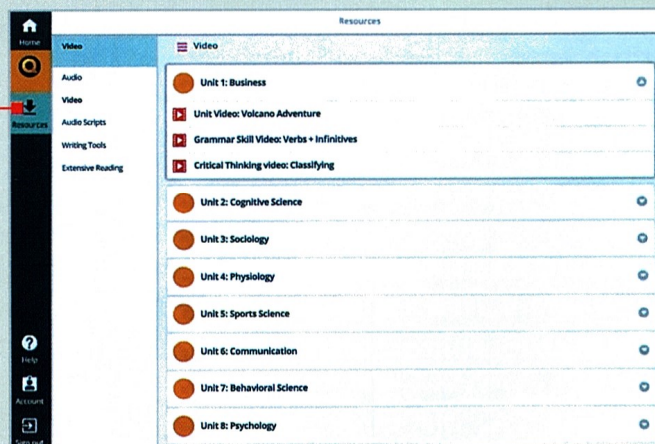 Resources
Home
Resources
Help
Account
Sign out
Video
Audio
Video
Audio Scripts
Writing Tools
Extensive Reading
Video
Unit 1: Business
Unit Video: Volcano Adventure
Grammar Skill Video: Verbs + Infinitives
Critical Thinking video: Classifying
Unit 2: Cognitive Science
Unit 3: Sociology
Unit 4: Physiology
Unit 5: Sports Science
Unit 6: Communication
Unit 7: Behavioral Science
Unit 8: Psychology